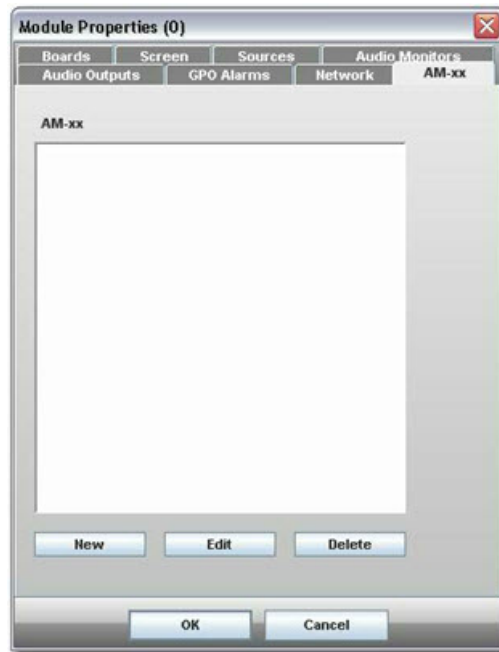 Module Properties (0)
Boards Screen Sources Audio Monitors
Audio Outputs GPO Alarms Network AM-xx
AM-xx
New Edit Delete
OK Cancel